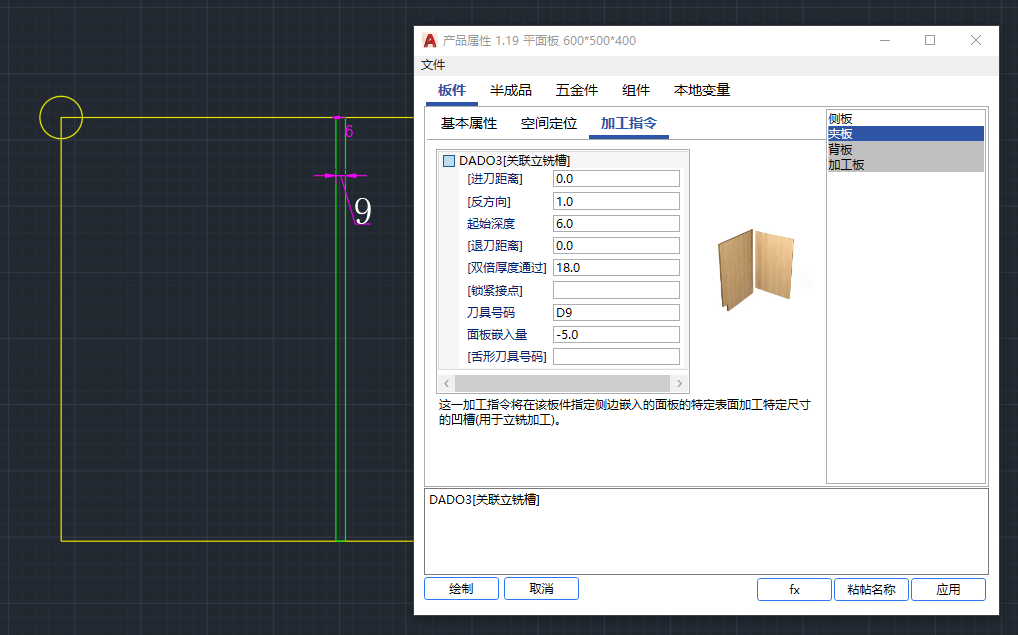 6
9
产品属性 1.19 平面板 600*500*400
文件
板件 半成品 五金件 组件 本地变量
基本属性 空间定位 加工指令
DADO3[关联立铣槽]
[进刀距离] 0.0
[反方向] 1.0
起始深度 6.0
[退刀距离] 0.0
[双倍厚度通过] 18.0
[锁紧接点]
刀具号码 D9
面板嵌入量 -5.0
[舌形刀具号码]
这一加工指令将在该板件指定侧边嵌入的面板的特定表面加工特定尺寸
的凹槽(用于立铣加工)。
侧板
夹板
背板
加工板
DADO3[关联立铣槽]
绘制 取消 fx 粘帖名称 应用